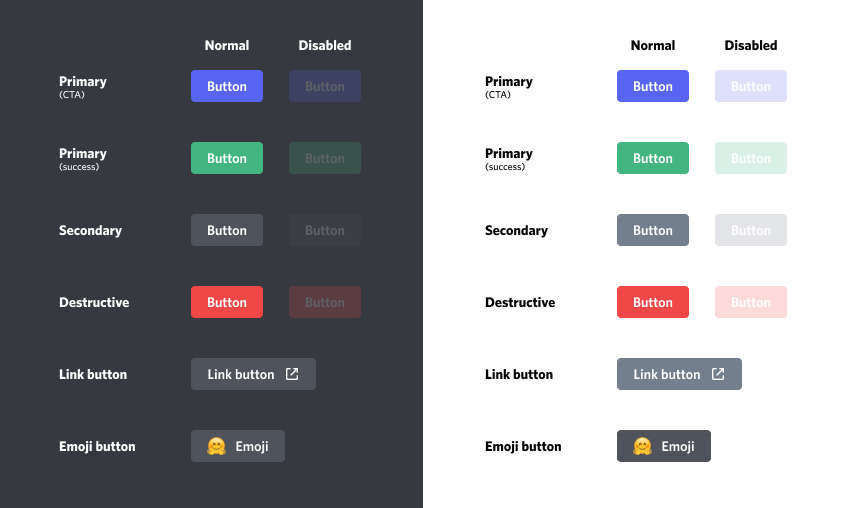 Normal Disabled
Primary
(CTA)
Button Button
Primary
(success)
Button Button
Secondary Button Button
Destructive Button Button
Link button Link button
Emoji button Emoji
Normal Disabled
Primary
(CTA)
Button Button
Primary
(success)
Button Button
Secondary Button Button
Destructive Button Button
Link button Link button
Emoji button 🤗 Emoji